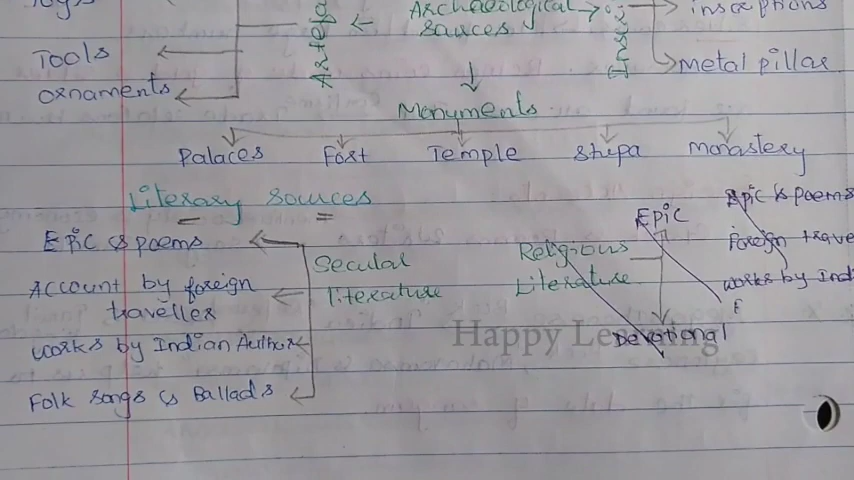 Archaeological → inscriptions
sources
Tools
Metal pillar
ornaments
Monuments
Palaces Fort Temple Stupa Monastery
Literary Sources
Epic & poems
Secular
literature
Account by foreign
traveller
works by Indian Author
Folk songs & Ballads
Religious
Literature
Epic
Devotional
Epic & poems
Foreign trave
works by Indi
F
Happy Learning